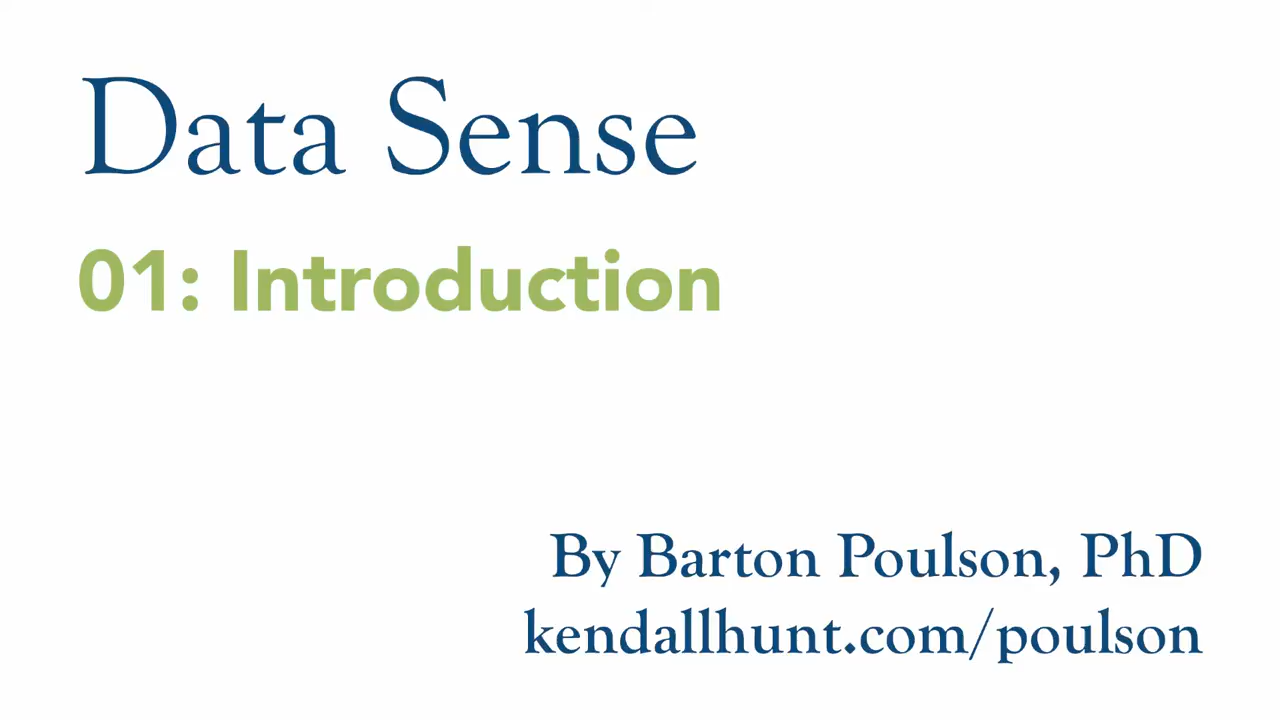 Data Sense
01: Introduction
By Barton Poulson, PhD
kendallhunt.com/poulson